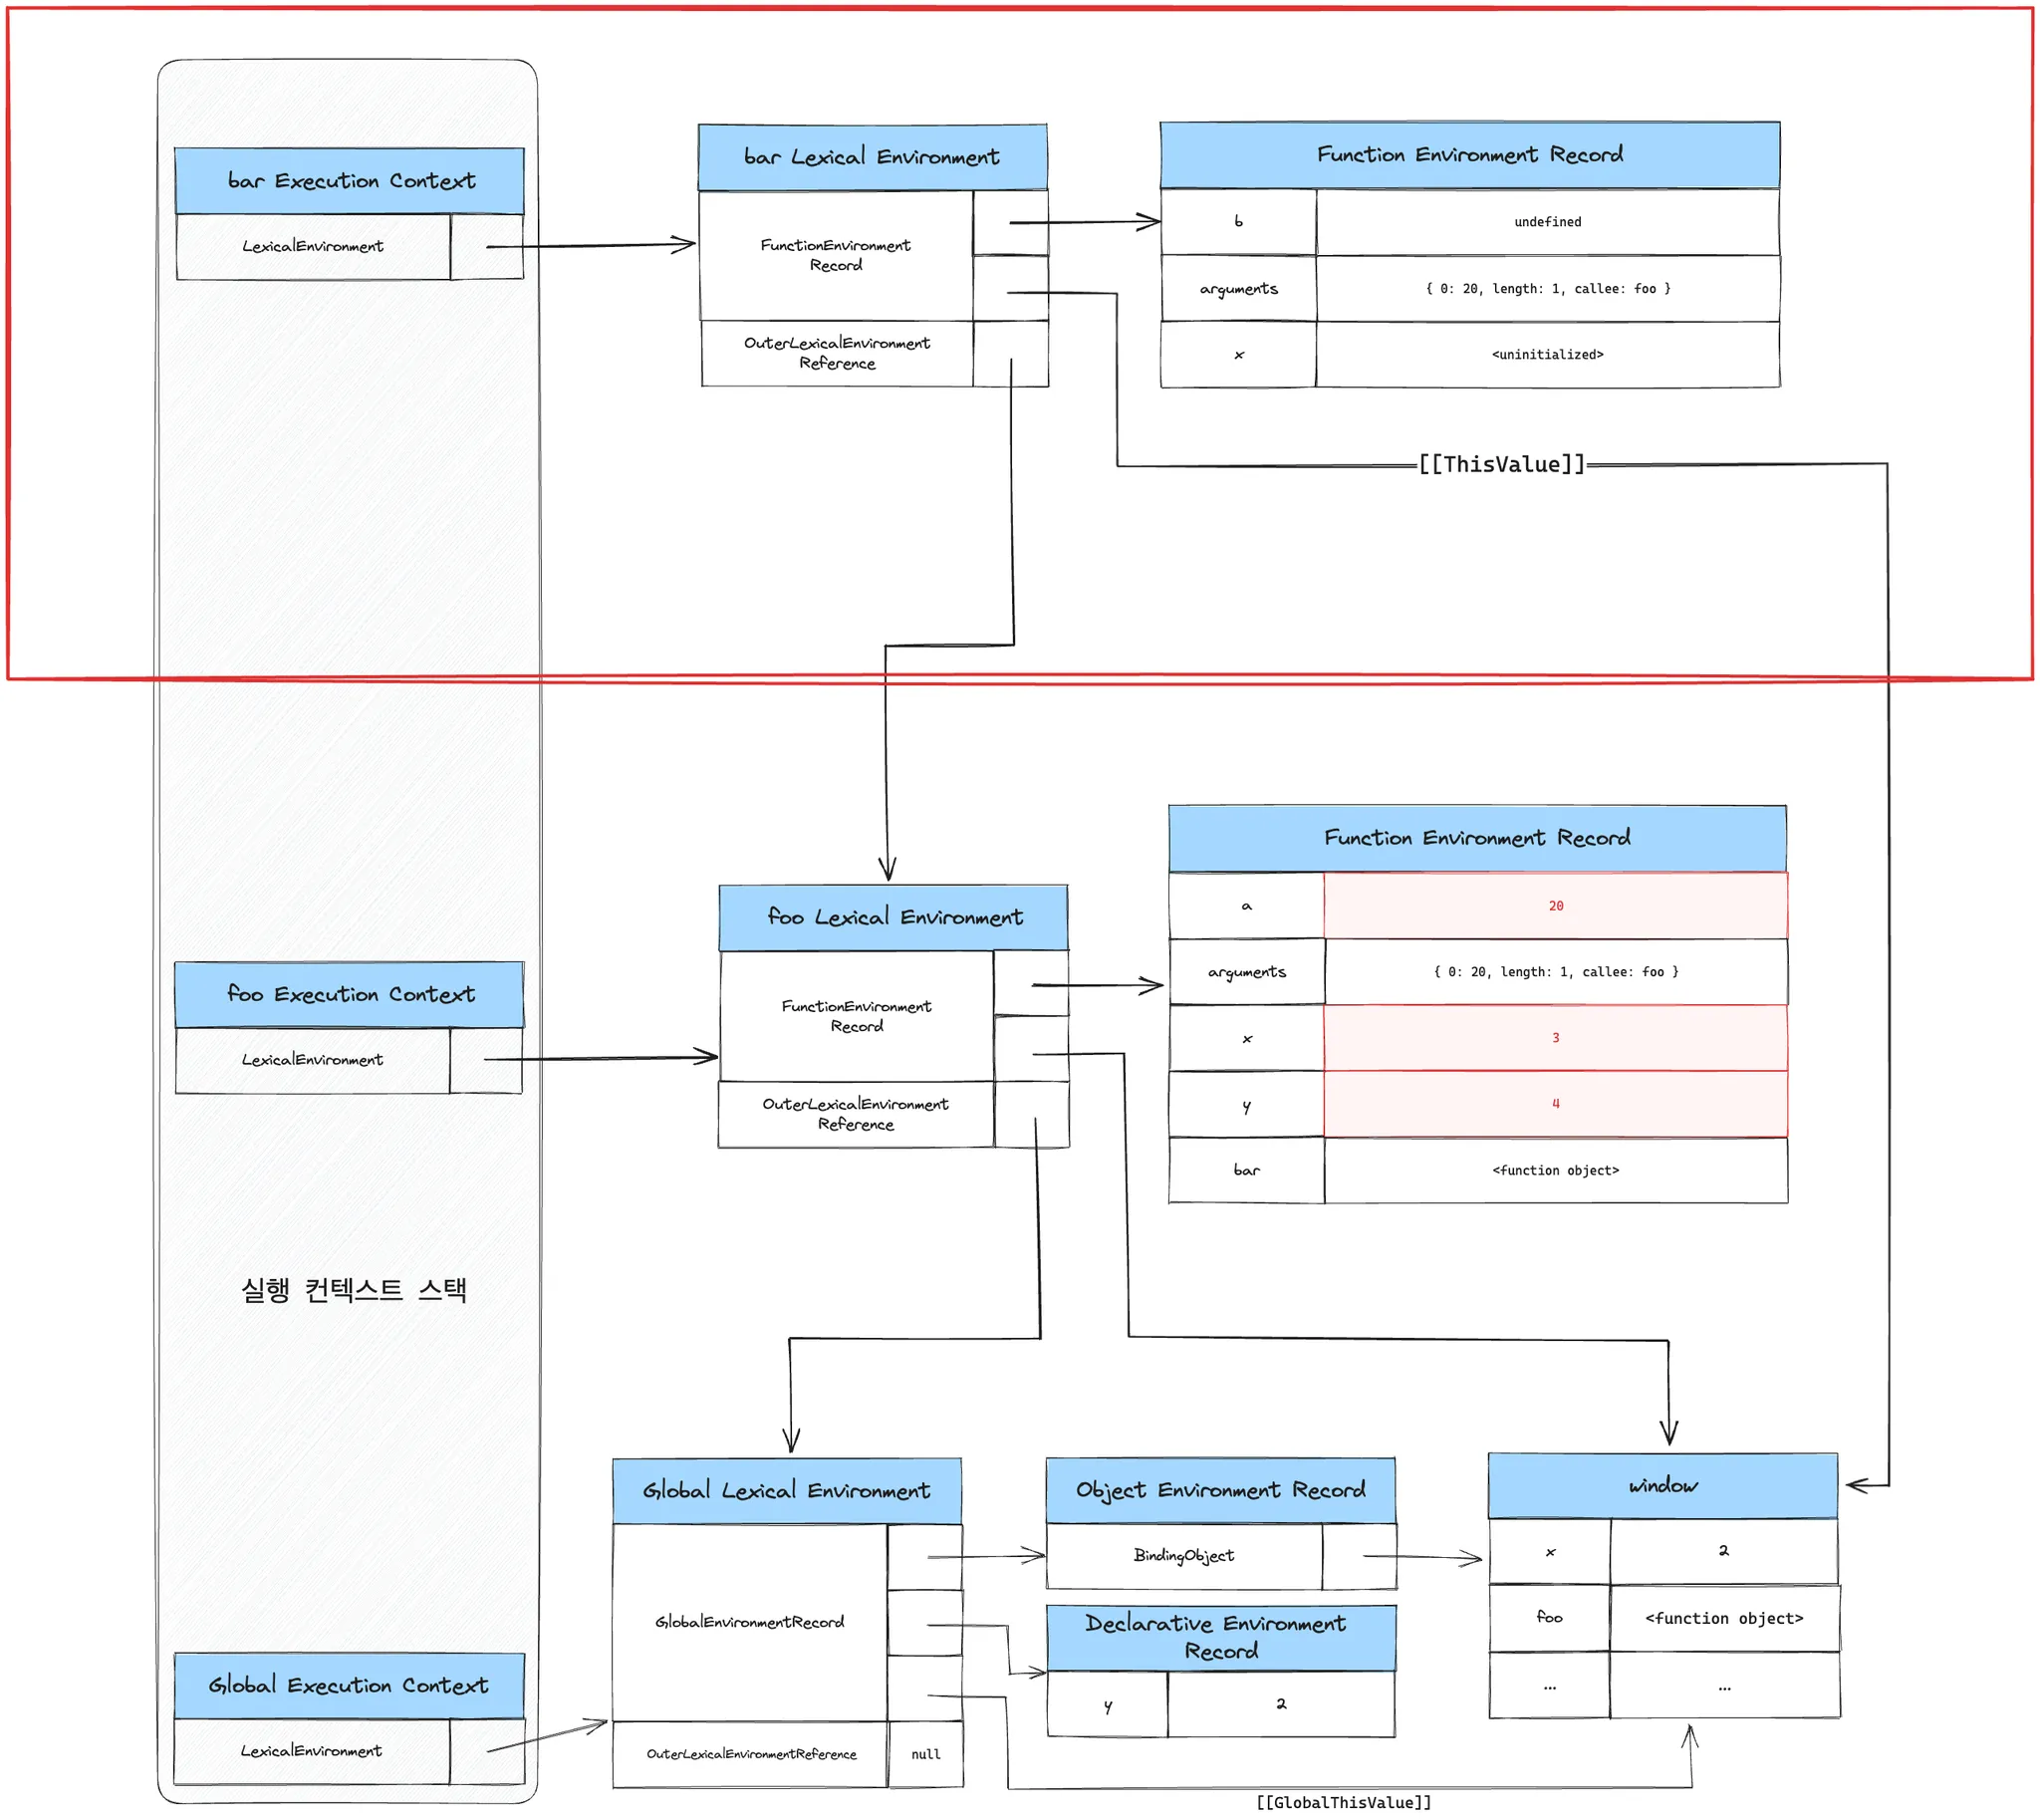 bar Execution Context
LexicalEnvironment
bar Lexical Environment
FunctionEnvironment
Record
OuterLexicalEnvironment
Reference
Function Environment Record
b undefined
arguments { 0: 20, length: 1, callee: foo }
x <uninitialized>
[[ThisValue]]
foo Execution Context
LexicalEnvironment
foo Lexical Environment
FunctionEnvironment
Record
OuterLexicalEnvironment
Reference
Function Environment Record
a 20
arguments { 0: 20, length: 1, callee: foo }
x 3
y 4
bar <function object>
실행 컨텍스트 스택
Global Execution Context
LexicalEnvironment
Global Lexical Environment
GlobalEnvironmentRecord
OuterLexicalEnvironmentReference null
Object Environment Record
BindingObject
Declarative Environment
Record
y 2
window
x 2
foo <function object>
... ...
[[GlobalThisValue]]